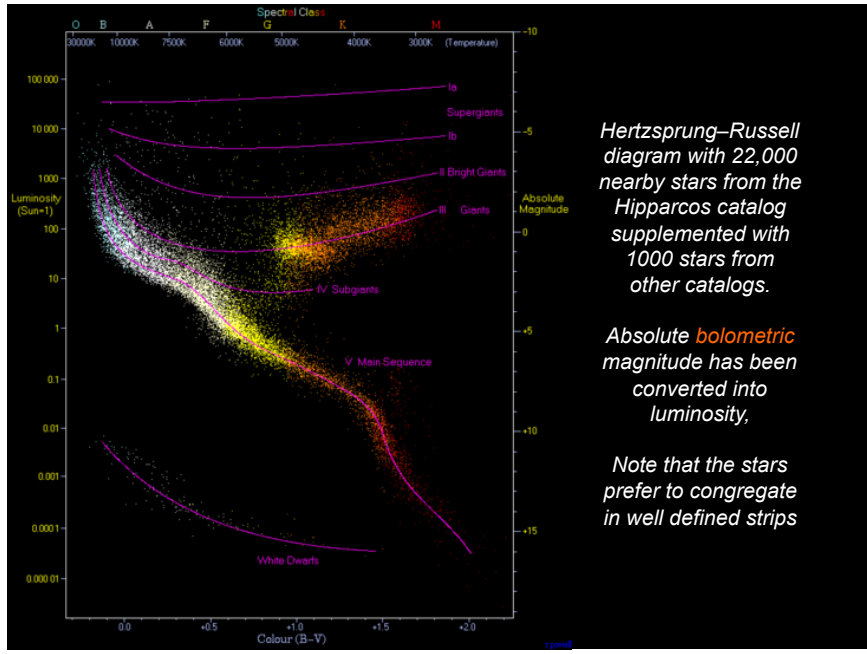 Spectral Class
O B A F G K M
30000K 10000K 7500K 6000K 5000K 4000K 3000K (Temperature)
-10
100 000
10 000
1000
100
10
1
0.1
0.01
0.001
0.0001
0.000 01
Luminosity
(Sun=1)
Ia
Supergiants
Ib
II Bright Giants
III Giants
IV Subgiants
V Main Sequence
White Dwarfs
-5
Absolute
Magnitude
0
+5
+10
+15
0.0 +0.5 +1.0 +1.5 +2.0
Colour (B-V)
Hertzsprung–Russell
diagram with 22,000
nearby stars from the
Hipparcos catalog
supplemented with
1000 stars from
other catalogs.
Absolute bolometric
magnitude has been
converted into
luminosity,
Note that the stars
prefer to congregate
in well defined strips